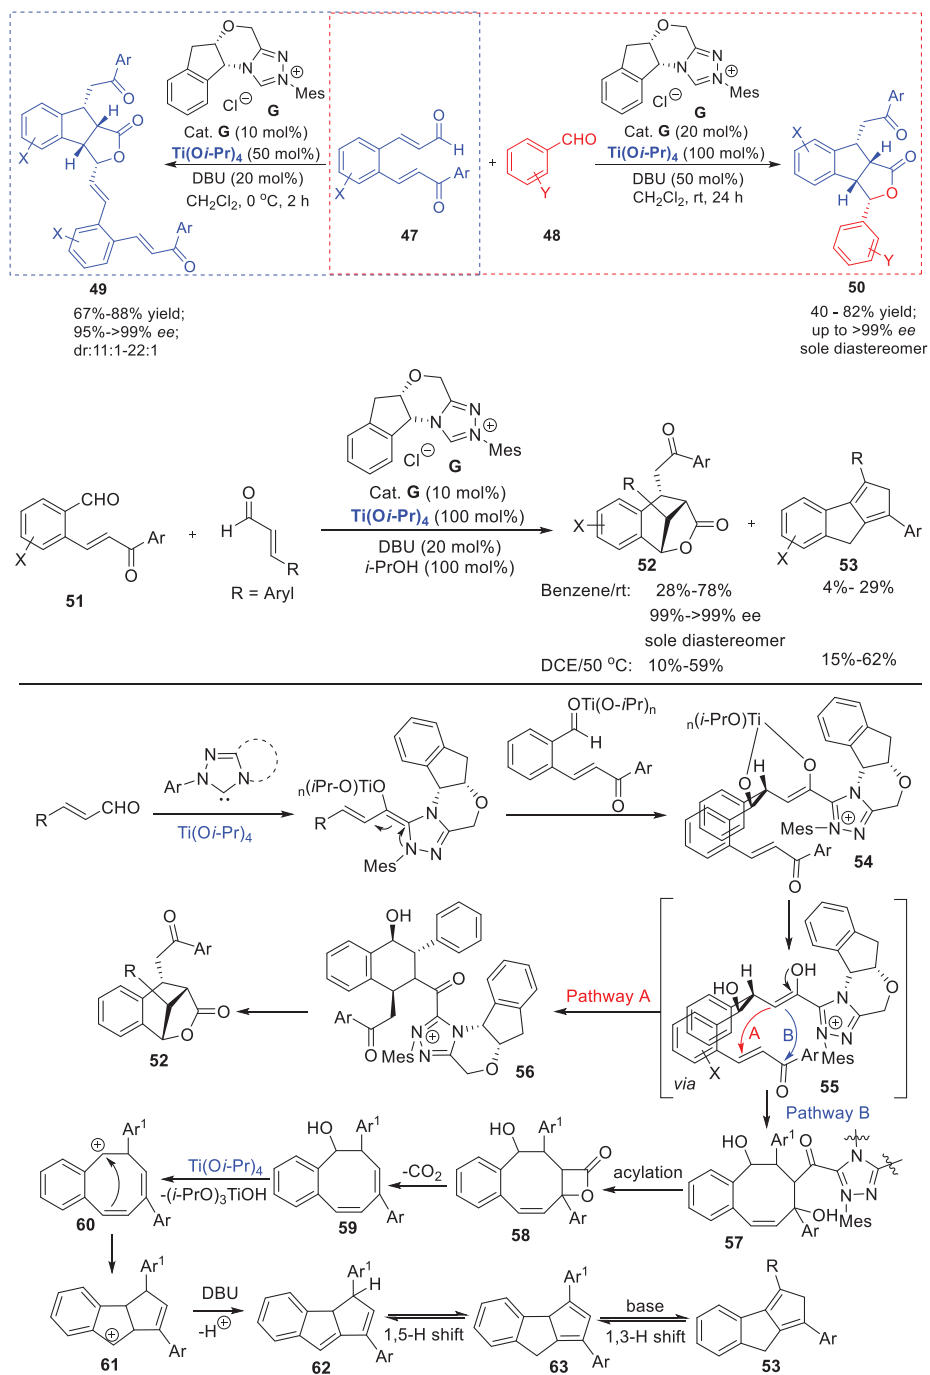 Ar
O
H
O
O
H
X
X
Ar
O
49
67%-88% yield;
95%->99% ee;
dr:11:1-22:1
O
N
N
N ⊕
Mes
Cl⊖
G
Cat. G (10 mol%)
Ti(Oi-Pr)4 (50 mol%)
DBU (20 mol%)
CH2Cl2, 0 oC, 2 h
O
H
Ar
O
X
47
+
CHO
Y
48
O
N
N
N ⊕
Mes
Cl⊖
G
Cat. G (20 mol%)
Ti(Oi-Pr)4 (100 mol%)
DBU (50 mol%)
CH2Cl2, rt, 24 h
Ar
O
X
H
O
O
H
Y
50
40 - 82% yield;
up to >99% ee
sole diastereomer
CHO
Ar
O
X
51
+
O
H
R
R = Aryl
O
N
N
N ⊕
Mes
Cl⊖
G
Cat. G (10 mol%)
Ti(Oi-Pr)4 (100 mol%)
DBU (20 mol%)
i-PrOH (100 mol%)
O
Ar
R
X
O
O
52
+
R
Ar
X
53
Benzene/rt: 28%-78% 4%- 29%
99%->99% ee
sole diastereomer
DCE/50 oC: 10%-59% 15%-62%
R
CHO
N
Ar
N
N
Ti(Oi-Pr)4
n(iPr-O)TiO
R
N
O
N
N
Mes
OTi(O-iPr)n
H
Ar
O
n(i-PrO)Ti
H
O
O
N
O
Mes
N
N
⊕
Ar
O
54
O
Ar
R
O
O
52
OH
O
Ar
O
N
⊕
Mes
N
N
O
56
Pathway A
HO
H
OH
N
O
⊕
N
N
Mes
A
B
Ar
O
X
via
55
Pathway B
⊕
Ar1
Ar
60
Ti(Oi-Pr)4
-(i-PrO)3TiOH
HO
Ar1
Ar
59
-CO2
HO
Ar1
O
O
Ar
58
acylation
HO
Ar1
O
N
N
N
Mes
OH
Ar
57
Ar1
⊕
Ar
61
DBU
-H⊕
Ar1
H
Ar
62
1,5-H shift
Ar1
Ar
63
base
1,3-H shift
R
Ar
53